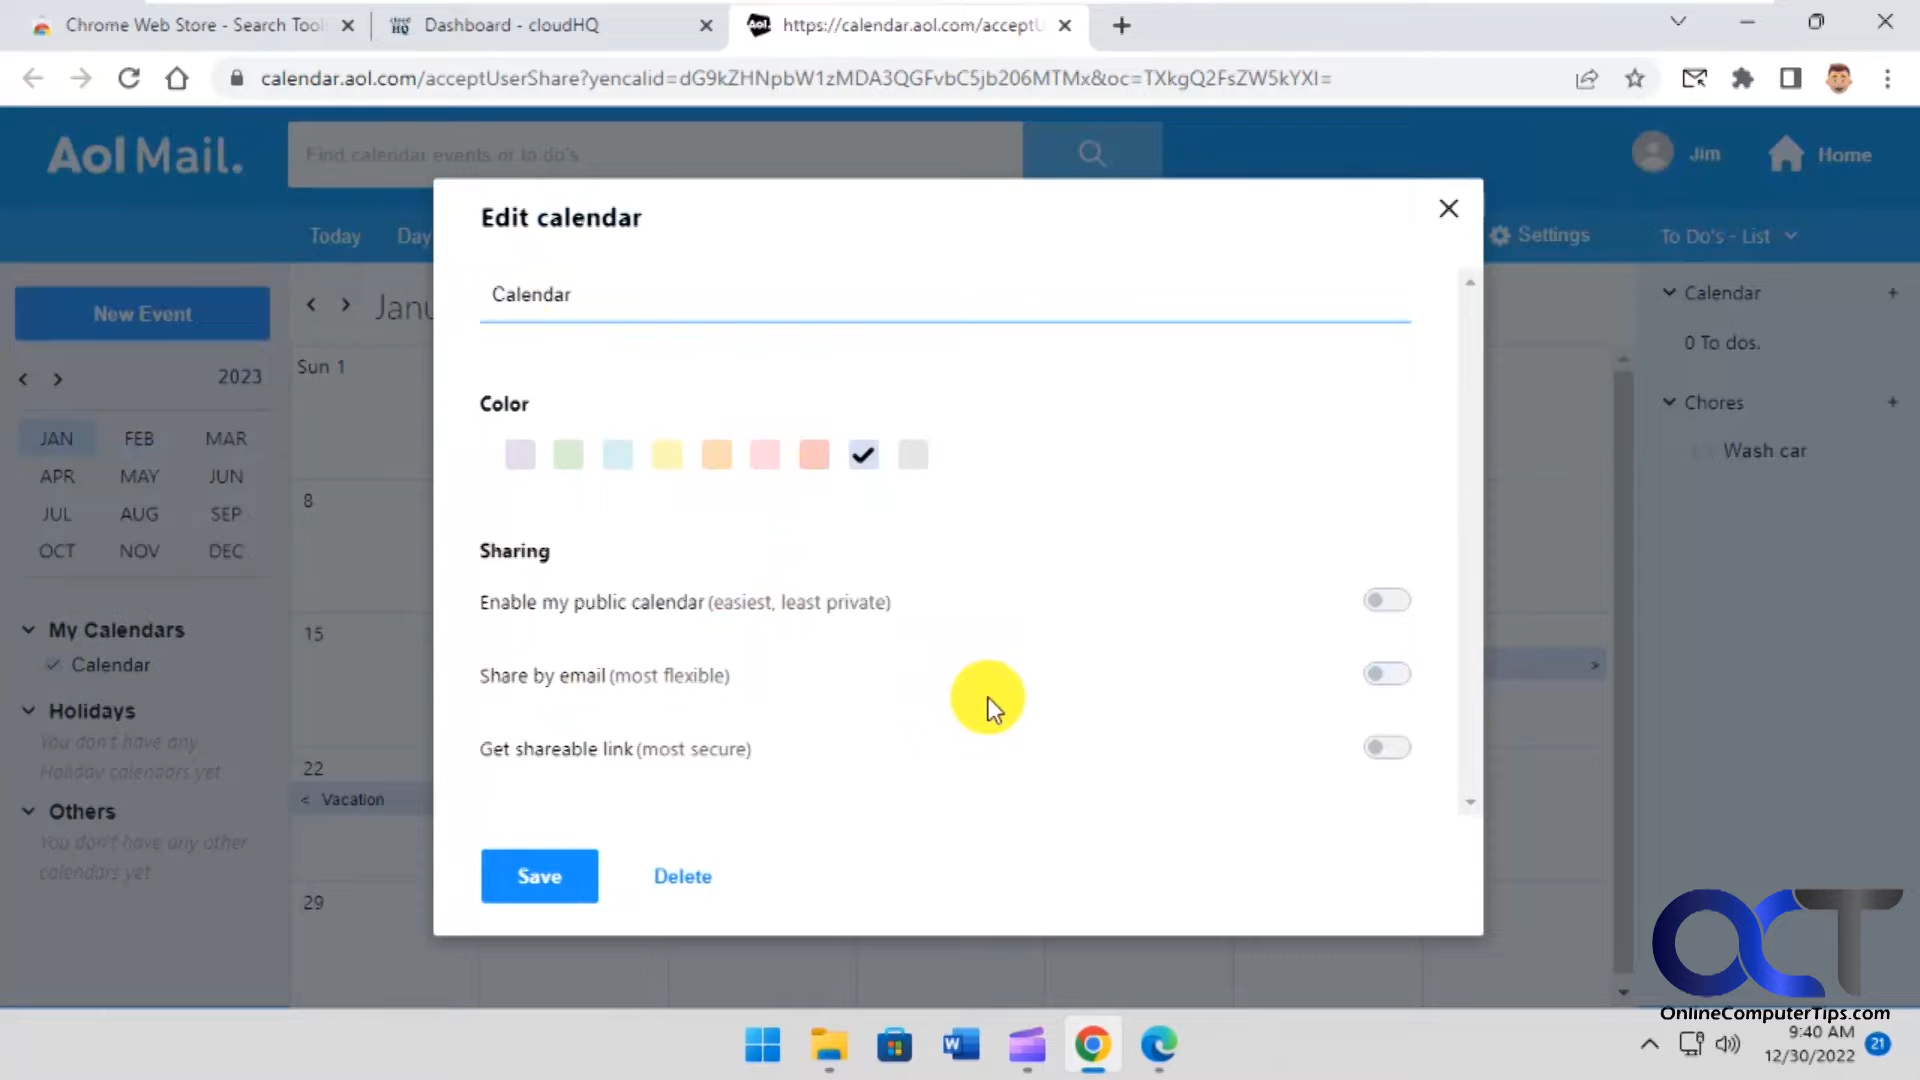 Chrome Web Store - Search Tool
Dashboard - cloudHQ
https://calendar.aol.com/acceptU
calendar.aol.com/acceptUserShare?yencalid=dG9kZHNpbW1zMDA3QGFvbC5jb206MTMx&oc=TXkgQ2FsZW5kYXI=
Aol Mail.
Find calendar events or to do's
Jim
Home
Today
Day
Settings
To Do's - List
Edit calendar
Calendar
Color
Sharing
Enable my public calendar (easiest, least private)
Share by email (most flexible)
Get shareable link (most secure)
Save
Delete
New Event
2023
JAN FEB MAR
APR MAY JUN
JUL AUG SEP
OCT NOV DEC
My Calendars
Calendar
Holidays
You don't have any
Holiday calendars yet
Others
You don't have any other
calendars yet
Janu
Sun 1
8
15
22
< Vacation
29
>
Calendar +
0 To dos.
Chores +
Wash car
OCT
OnlineComputerTips.com
9:40 AM
12/30/2022
21